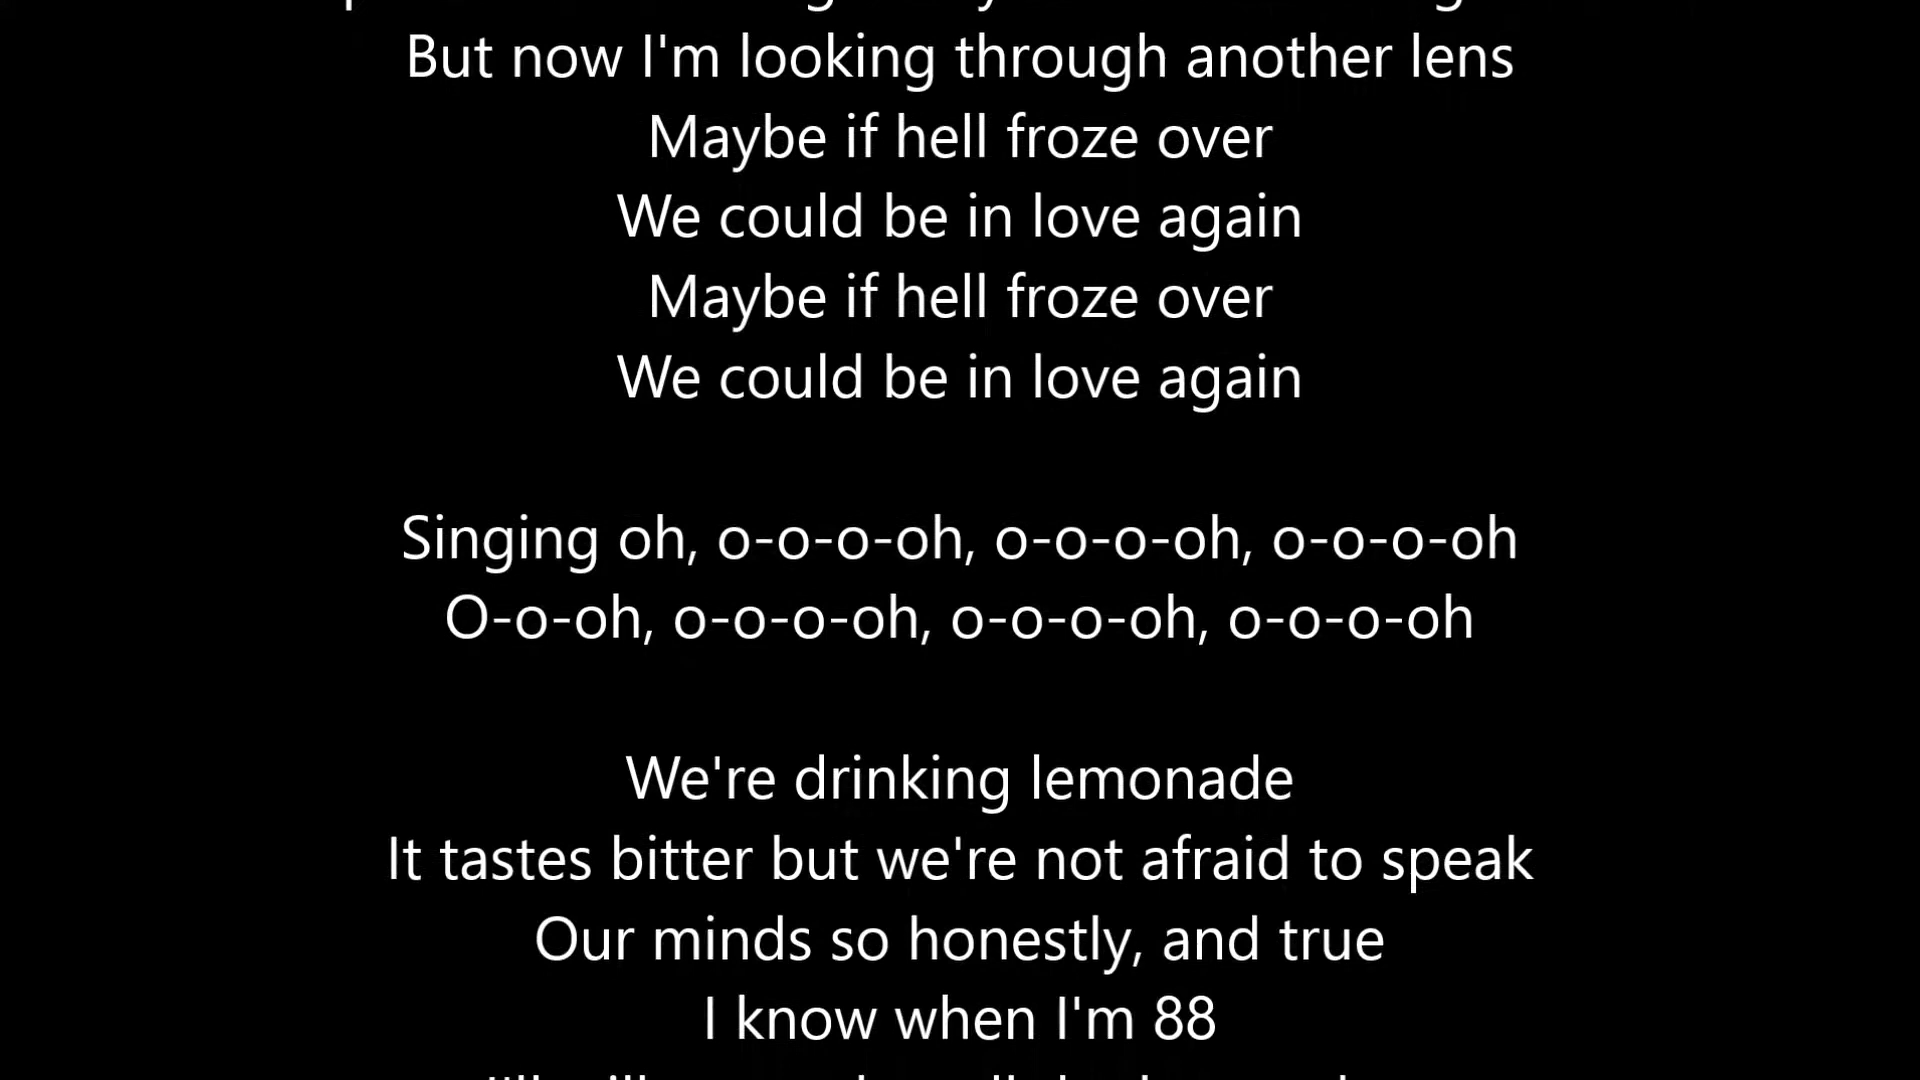 But now I'm looking through another lens
Maybe if hell froze over
We could be in love again
Maybe if hell froze over
We could be in love again
Singing oh, o-o-o-oh, o-o-o-oh, o-o-o-oh
O-o-oh, o-o-o-oh, o-o-o-oh, o-o-o-oh
We're drinking lemonade
It tastes bitter but we're not afraid to speak
Our minds so honestly, and true
I know when I'm 88